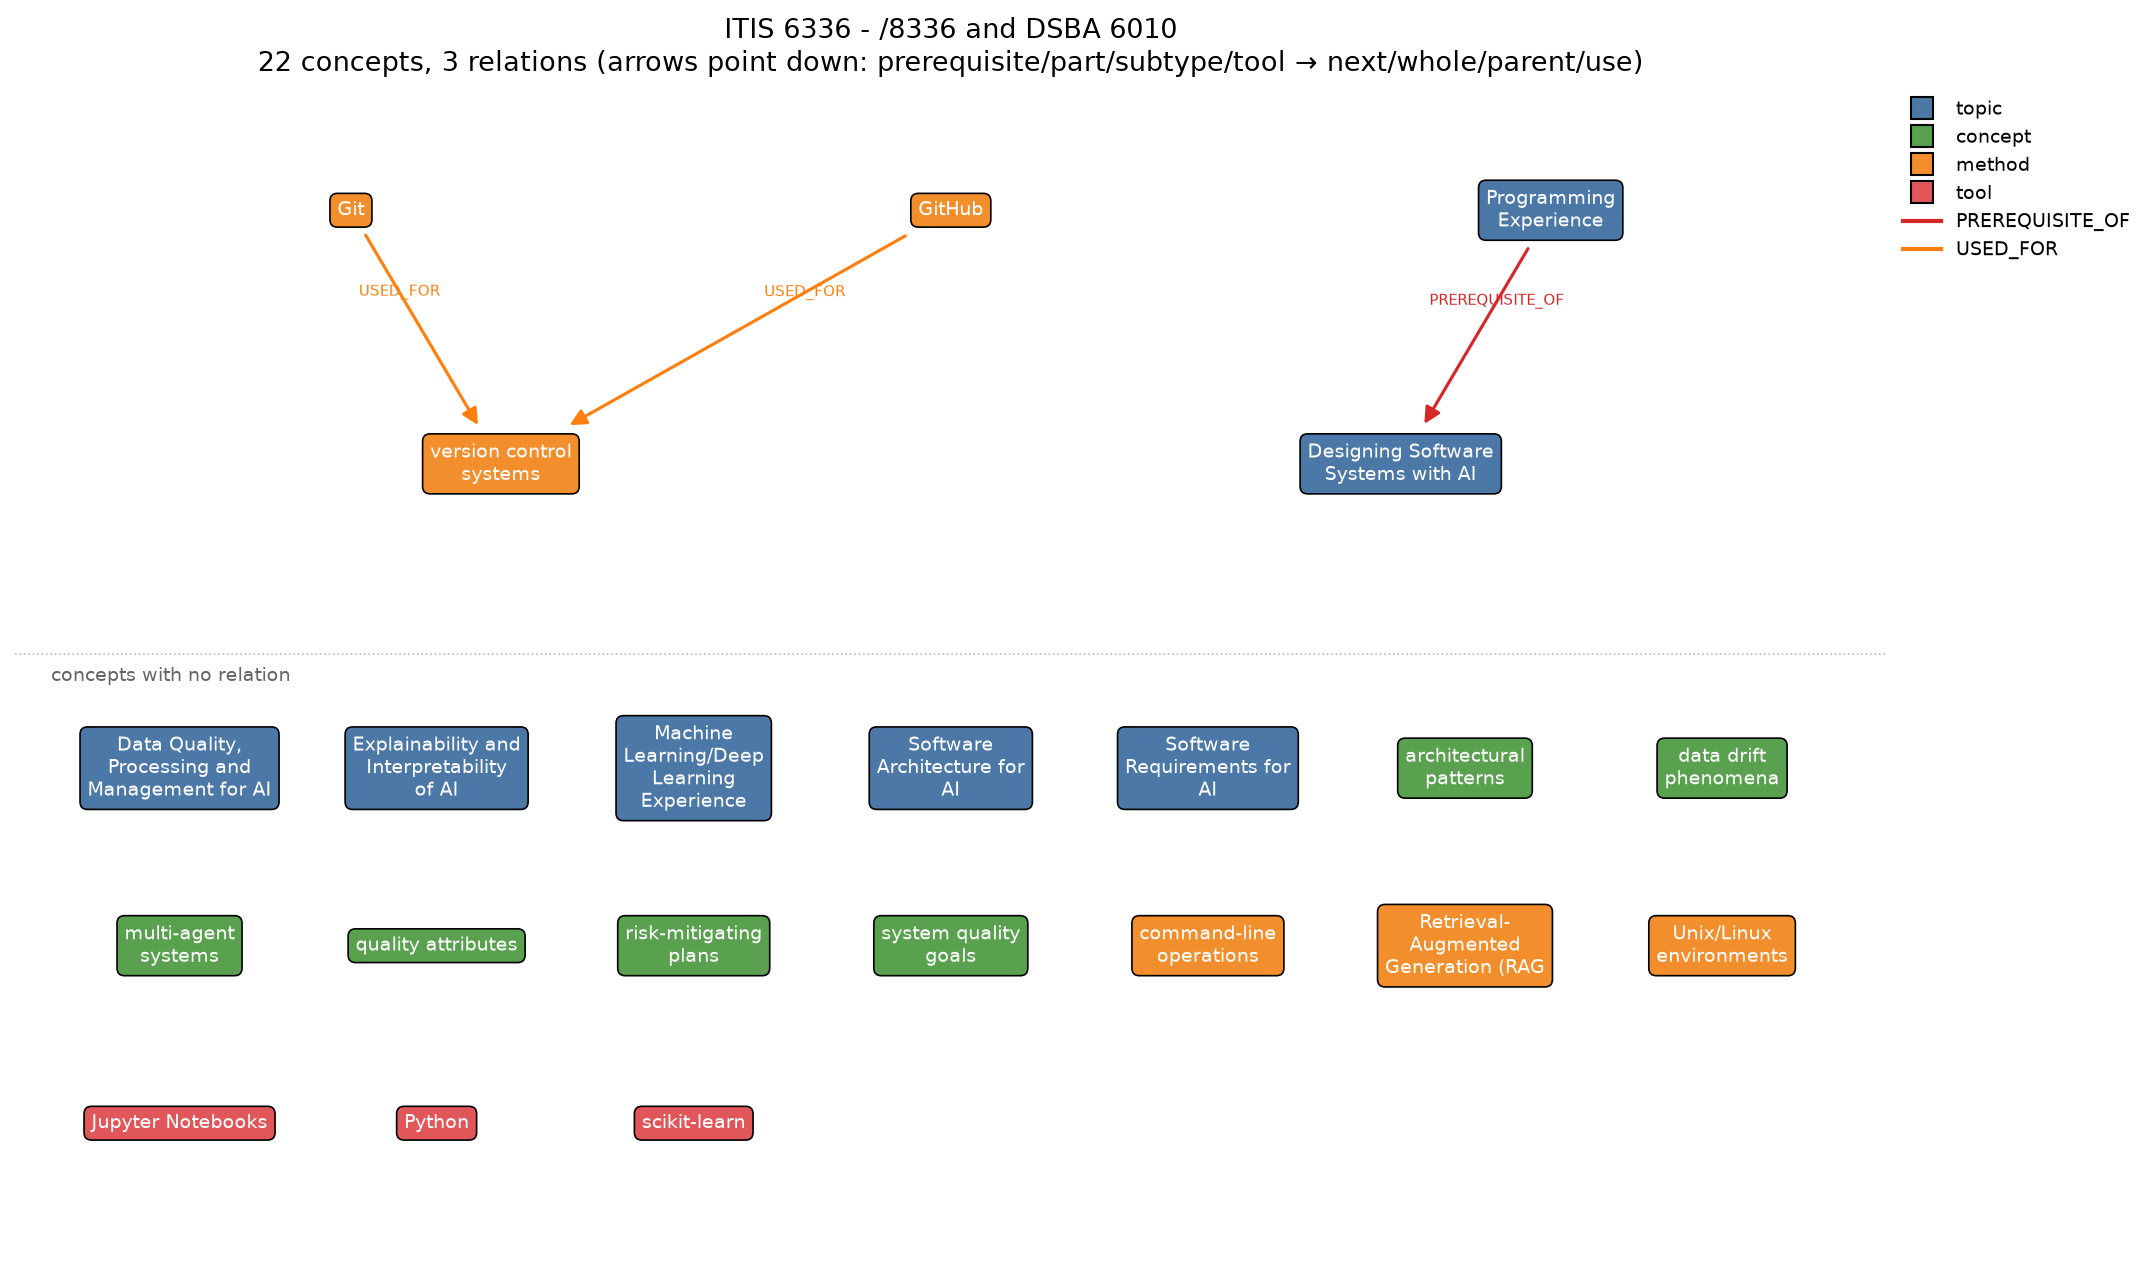 ITIS 6336 - /8336 and DSBA 6010
22 concepts, 3 relations (arrows point down: prerequisite/part/subtype/tool → next/whole/parent/use)
topic
concept
method
tool
PREREQUISITE_OF
USED_FOR
Git
GitHub
Programming
Experience
USED_FOR
USED_FOR
PREREQUISITE_OF
version control
systems
Designing Software
Systems with AI
concepts with no relation
Data Quality,
Processing and
Management for AI
Explainability and
Interpretability
of AI
Machine
Learning/Deep
Learning
Experience
Software
Architecture for
AI
Software
Requirements for
AI
architectural
patterns
data drift
phenomena
multi-agent
systems
quality attributes
risk-mitigating
plans
system quality
goals
command-line
operations
Retrieval-
Augmented
Generation (RAG
Unix/Linux
environments
Jupyter Notebooks
Python
scikit-learn